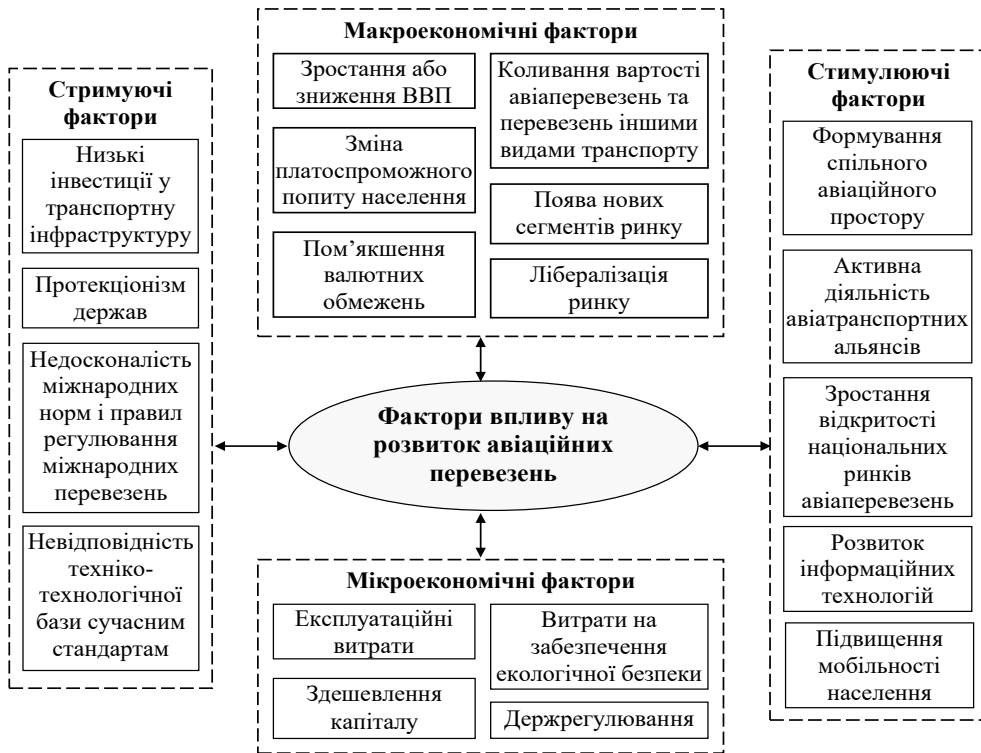 Стримуючі
фактори
Низькі
інвестиції у
транспортну
інфраструктуру
Протекціонізм
держав
Недосконалість
міжнародних
норм і правил
регулювання
міжнародних
перевезень
Невідповідність
техніко-
технологічної
бази сучасним
стандартам
Макроекономічні фактори
Зростання або
зниження ВВП
Зміна
платоспроможного
попиту населення
Пом’якшення
валютних
обмежень
Коливання вартості
авіаперевезень та
перевезень іншими
видами транспорту
Поява нових
сегментів ринку
Лібералізація
ринку
Фактори впливу на
розвиток авіаційних
перевезень
Мікроекономічні фактори
Експлуатаційні
витрати
Здешевлення
капіталу
Витрати на
забезпечення
екологічної безпеки
Держрегулювання
Стимулюючі
фактори
Формування
спільного
авіаційного
простору
Активна
діяльність
авіатранспортних
альянсів
Зростання
відкритості
національних
ринків
авіаперевезень
Розвиток
інформаційних
технологій
Підвищення
мобільності
населення